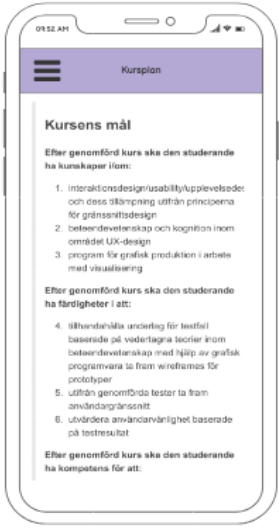 09:52 AM
Kursplan
Kursens mål
Efter genomförd kurs ska den studerande
ha kunskaper i/om:
1. interaktionsdesign/usability/upplevelsedes
och dess tillämpning utifrån principerna
för gränssnittsdesign
2. beteendevetenskap och kognition inom
området UX-design
3. program för grafisk produktion i arbete
med visualisering
Efter genomförd kurs ska den studerande
ha färdigheter i att:
4. tillhandahålla underlag för testfall
baserade på vedertagna teorier inom
beteendevetenskap med hjälp av grafisk
programvara ta fram wireframes för
prototyper
5. utifrån genomförda tester ta fram
användargränssnitt
6. utvärdera användarvänlighet baserade
på testresultat
Efter genomförd kurs ska den studerande
ha kompetens för att: